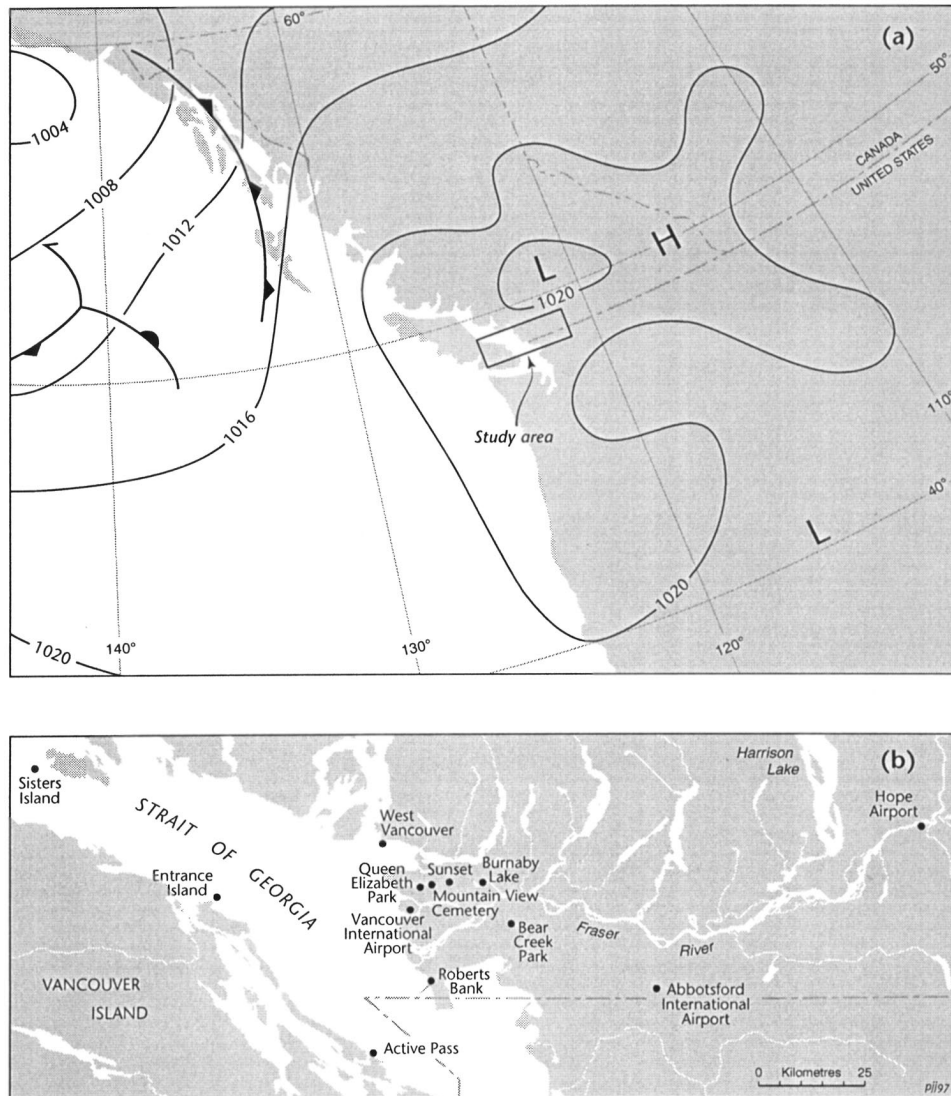 60°
(a)
50°
1004
1008
1012
CANADA
UNITED STATES
H
L
1020
1016
Study area
110°
40°
L
1020
1020
140°
130°
120°
(b)
Harrison
Lake
Sisters
Island
Hope
Airport
STRAIT OF GEORGIA
West
Vancouver
Entrance
Island
Queen
Elizabeth
Park
Sunset
Burnaby
Lake
Mountain View
Cemetery
Vancouver
International
Airport
Bear
Creek
Park
Fraser
River
VANCOUVER
ISLAND
Roberts
Bank
Abbotsford
International
Airport
Active Pass
0 Kilometres 25
pjj97